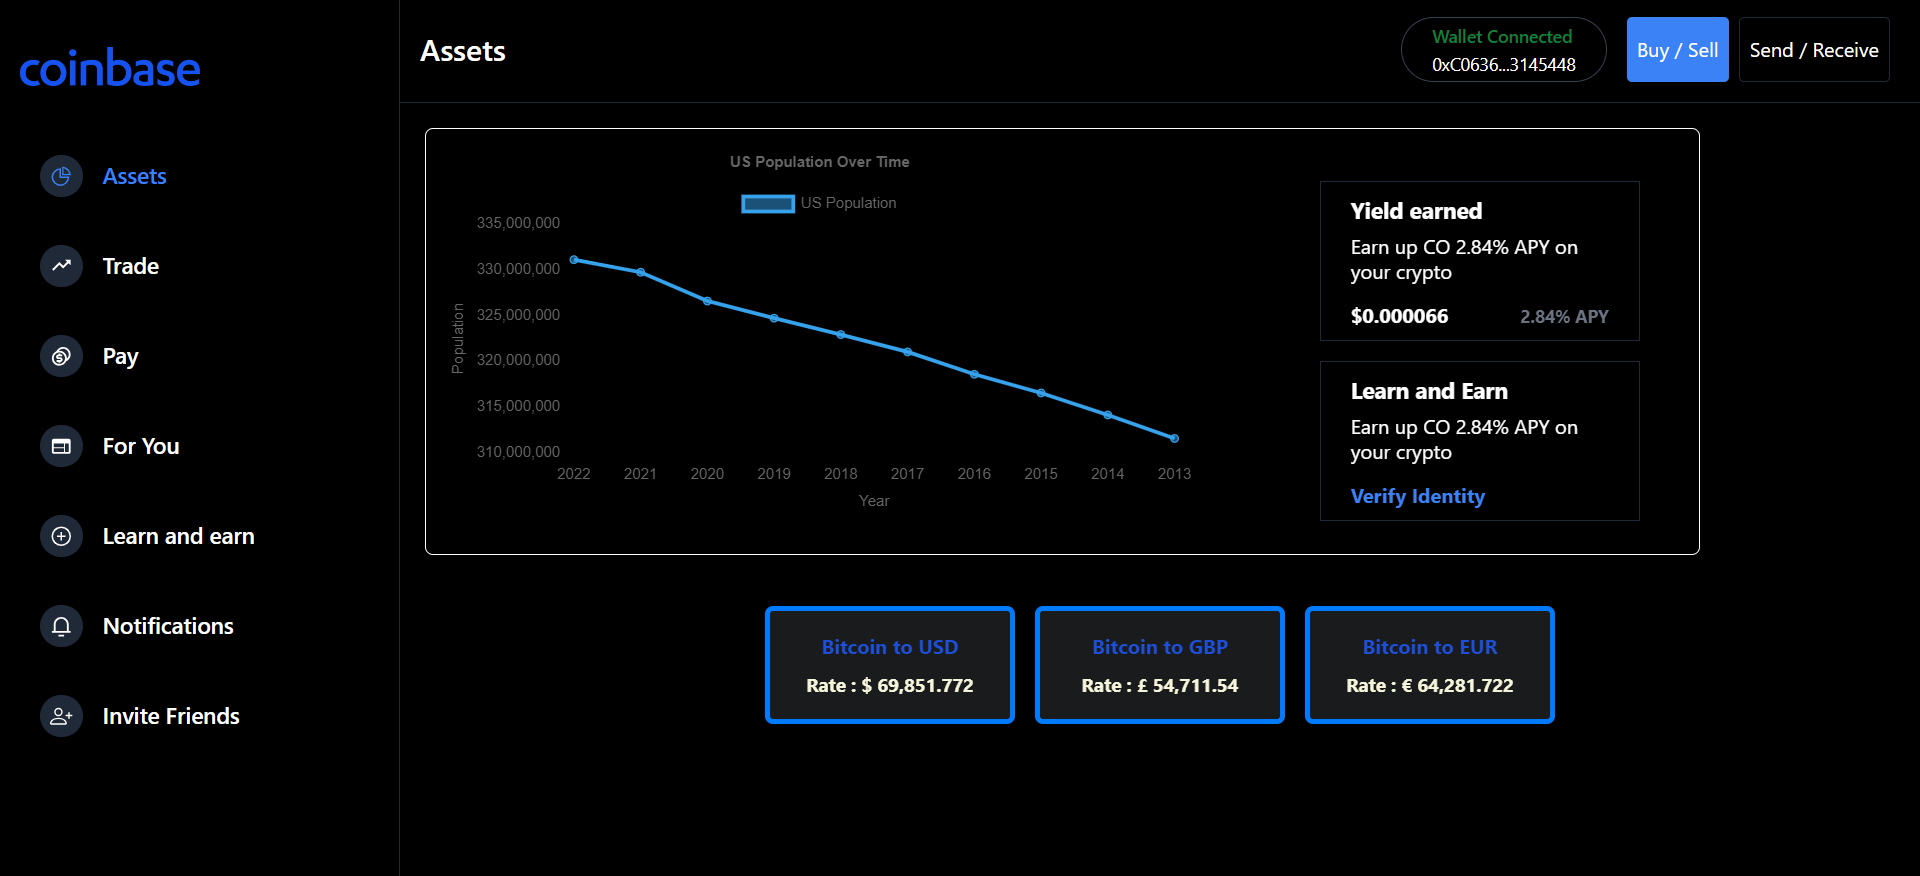 coinbase
Assets
Trade
Pay
For You
Learn and earn
Notifications
Invite Friends
Assets
Wallet Connected
0xC0636...3145448
Buy / Sell
Send / Receive
US Population Over Time
US Population
335,000,000
330,000,000
325,000,000
320,000,000
315,000,000
310,000,000
Population
2022 2021 2020 2019 2018 2017 2016 2015 2014 2013
Year
Yield earned
Earn up CO 2.84% APY on
your crypto
$0.000066 2.84% APY
Learn and Earn
Earn up CO 2.84% APY on
your crypto
Verify Identity
Bitcoin to USD
Rate : $ 69,851.772
Bitcoin to GBP
Rate : £ 54,711.54
Bitcoin to EUR
Rate : € 64,281.722